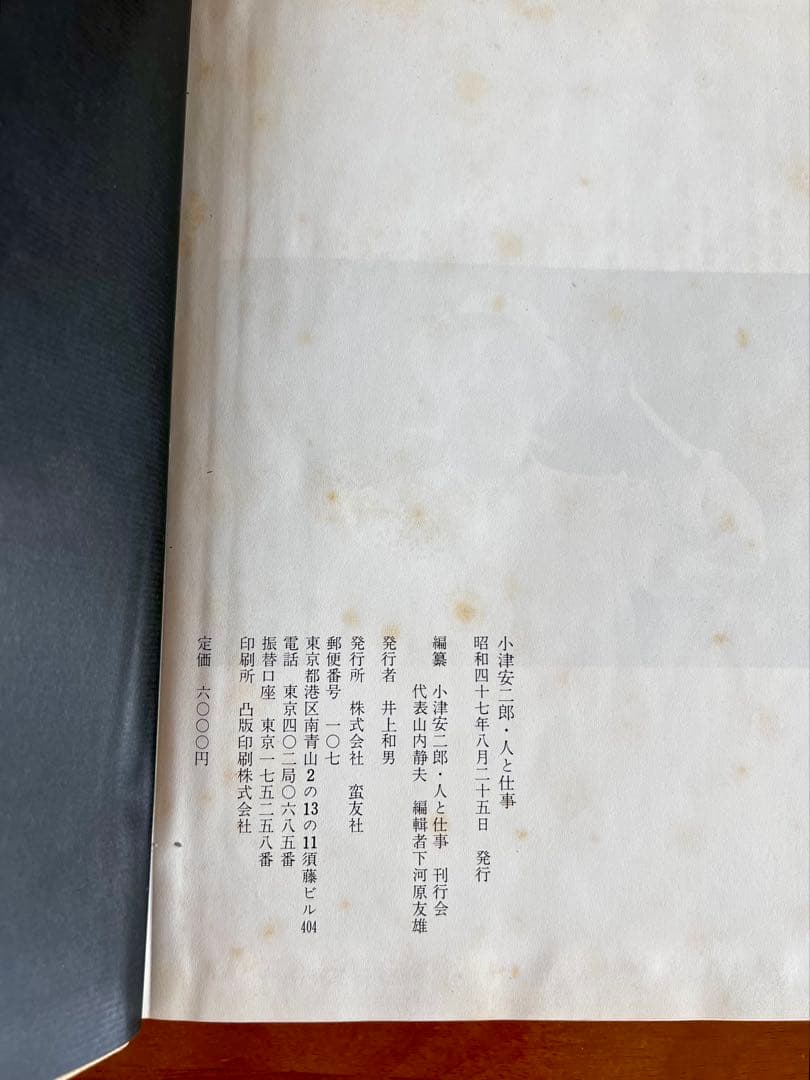 小津安二郎・人と仕事
昭和四十七年八月二十五日　発行
編纂　小津安二郎・人と仕事　刊行会
代表山内静夫　編輯者下河原友雄
発行者　井上和男
発行所　株式会社　蛮友社
郵便番号　一〇七
東京都港区南青山2の13の11須藤ビル404
電話　東京四〇二局〇六八五番
振替口座　東京一七五二五八番
印刷所　凸版印刷株式会社
定価　六〇〇〇円